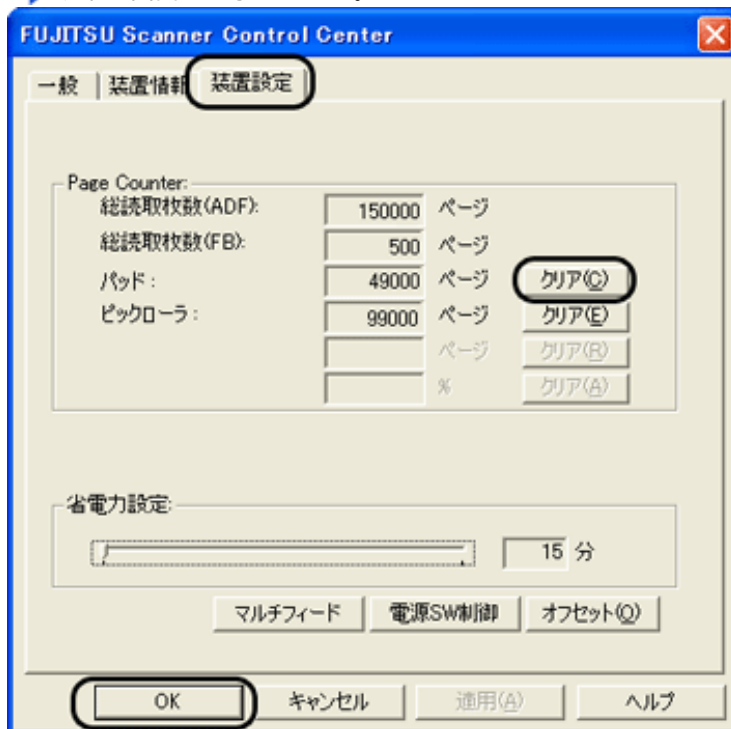 FUJITSU Scanner Control Center
一般 装置情報 装置設定
Page Counter:
総読取枚数(ADF): 150000 ページ
総読取枚数(FB): 500 ページ
パッド: 49000 ページ クリア(C)
ピックローラ: 99000 ページ クリア(E)
ページ クリア(R)
% クリア(A)
省電力設定:
15 分
マルチフィード 電源SW制御 オフセット(O)
OK キャンセル 適用(A) ヘルプ